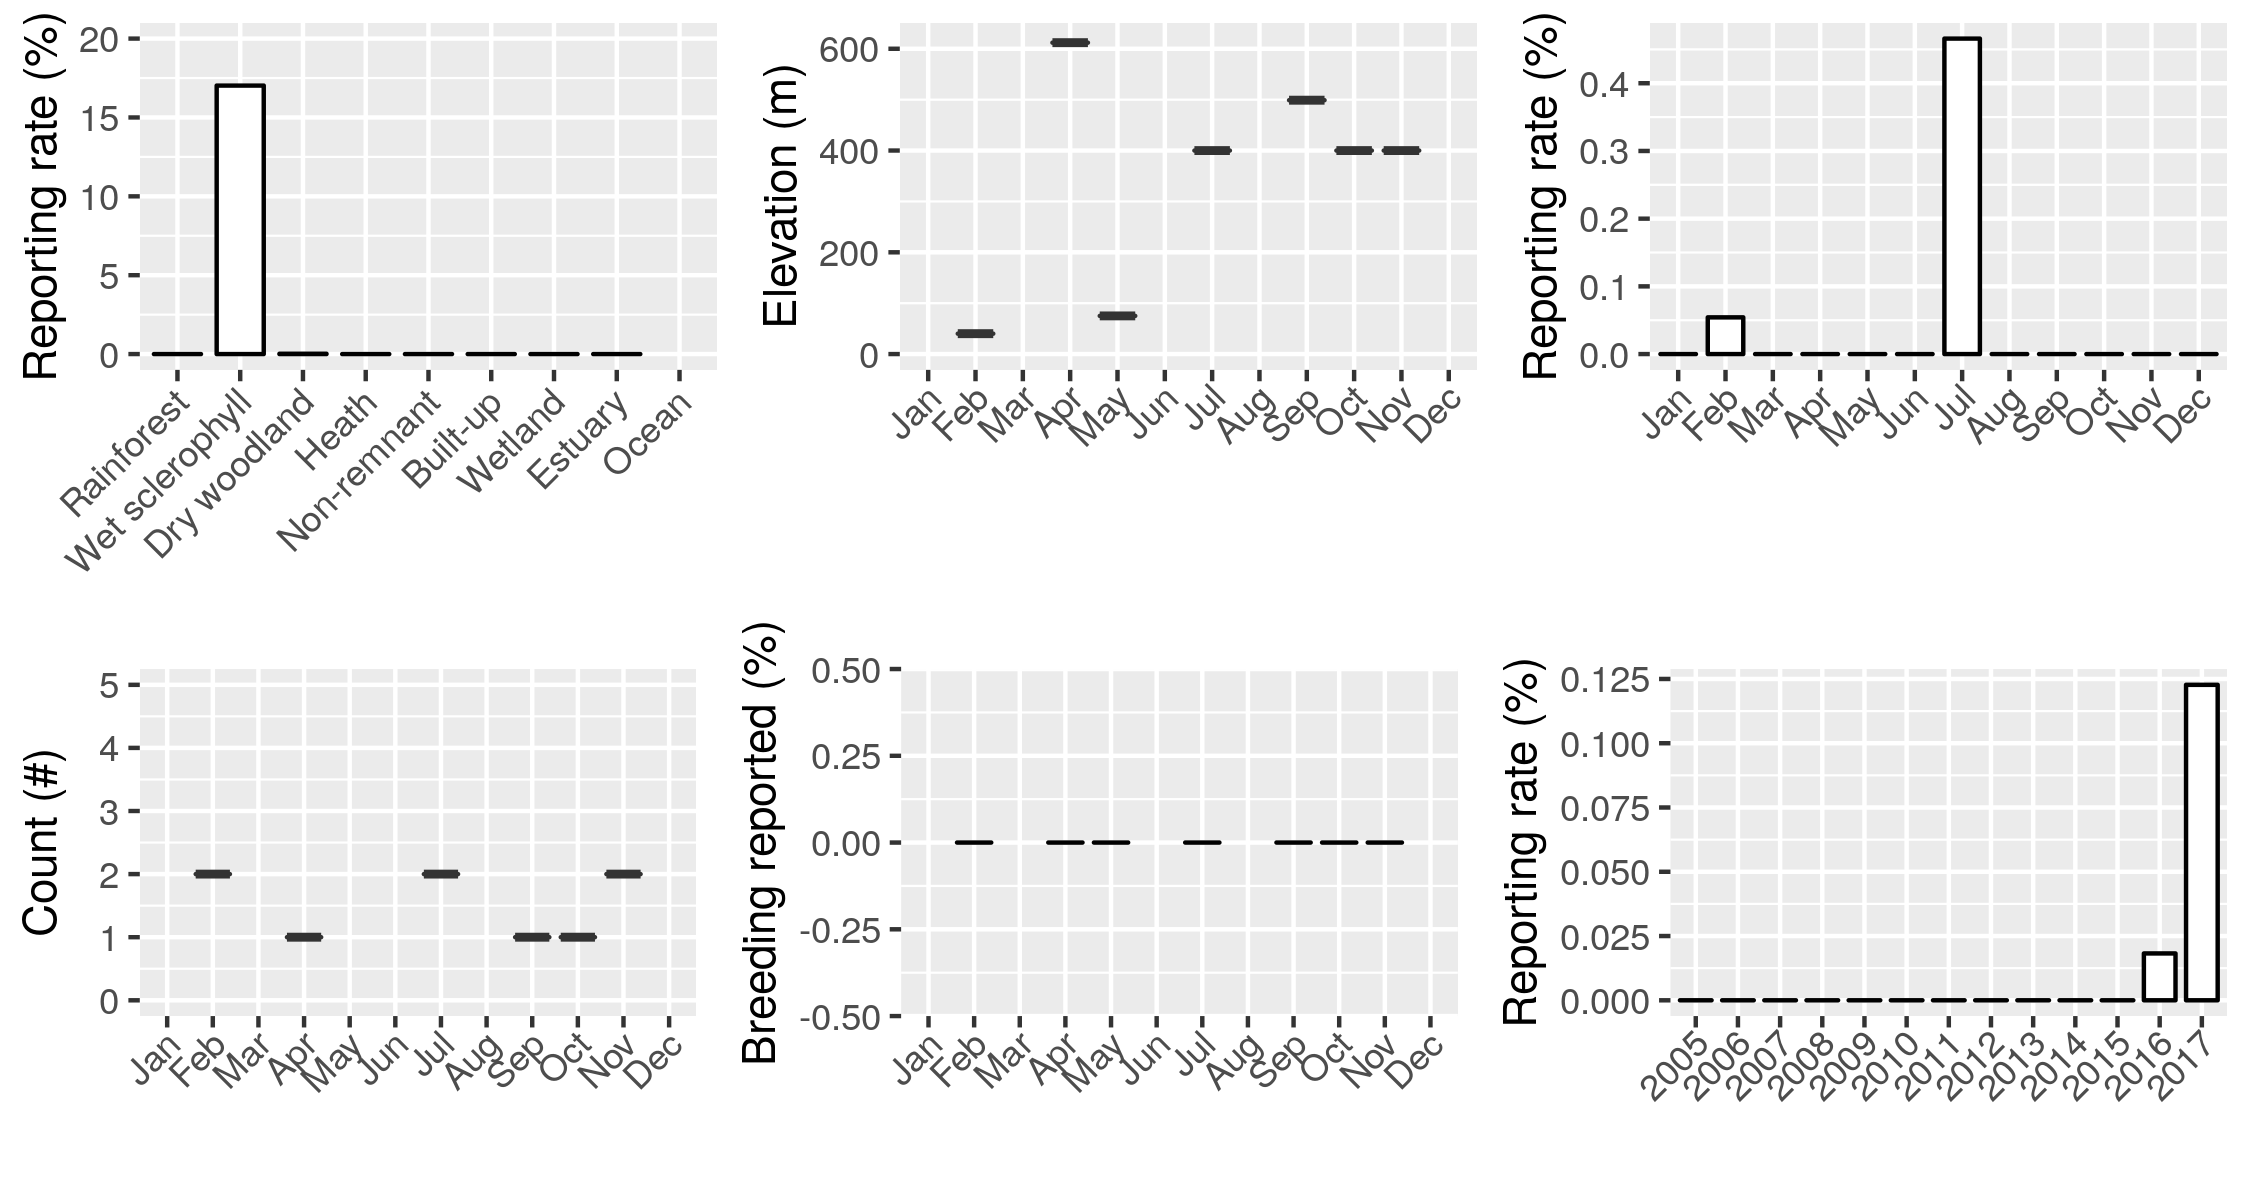 Reporting rate (%)
20
15
10
5
0
Rainforest
Wet sclerophyll
Dry woodland
Heath
Non-remnant
Built-up
Wetland
Estuary
Ocean
Elevation (m)
600
400
200
0
Jan
Feb
Mar
Apr
May
Jun
Jul
Aug
Sep
Oct
Nov
Dec
Reporting rate (%)
0.4
0.3
0.2
0.1
0.0
Jan
Feb
Mar
Apr
May
Jun
Jul
Aug
Sep
Oct
Nov
Dec
Count (#)
5
4
3
2
1
0
Jan
Feb
Mar
Apr
May
Jun
Jul
Aug
Sep
Oct
Nov
Dec
Breeding reported (%)
0.50
0.25
0.00
-0.25
-0.50
Jan
Feb
Mar
Apr
May
Jun
Jul
Aug
Sep
Oct
Nov
Dec
Reporting rate (%)
0.125
0.100
0.075
0.050
0.025
0.000
2005
2006
2007
2008
2009
2010
2011
2012
2013
2014
2015
2016
2017